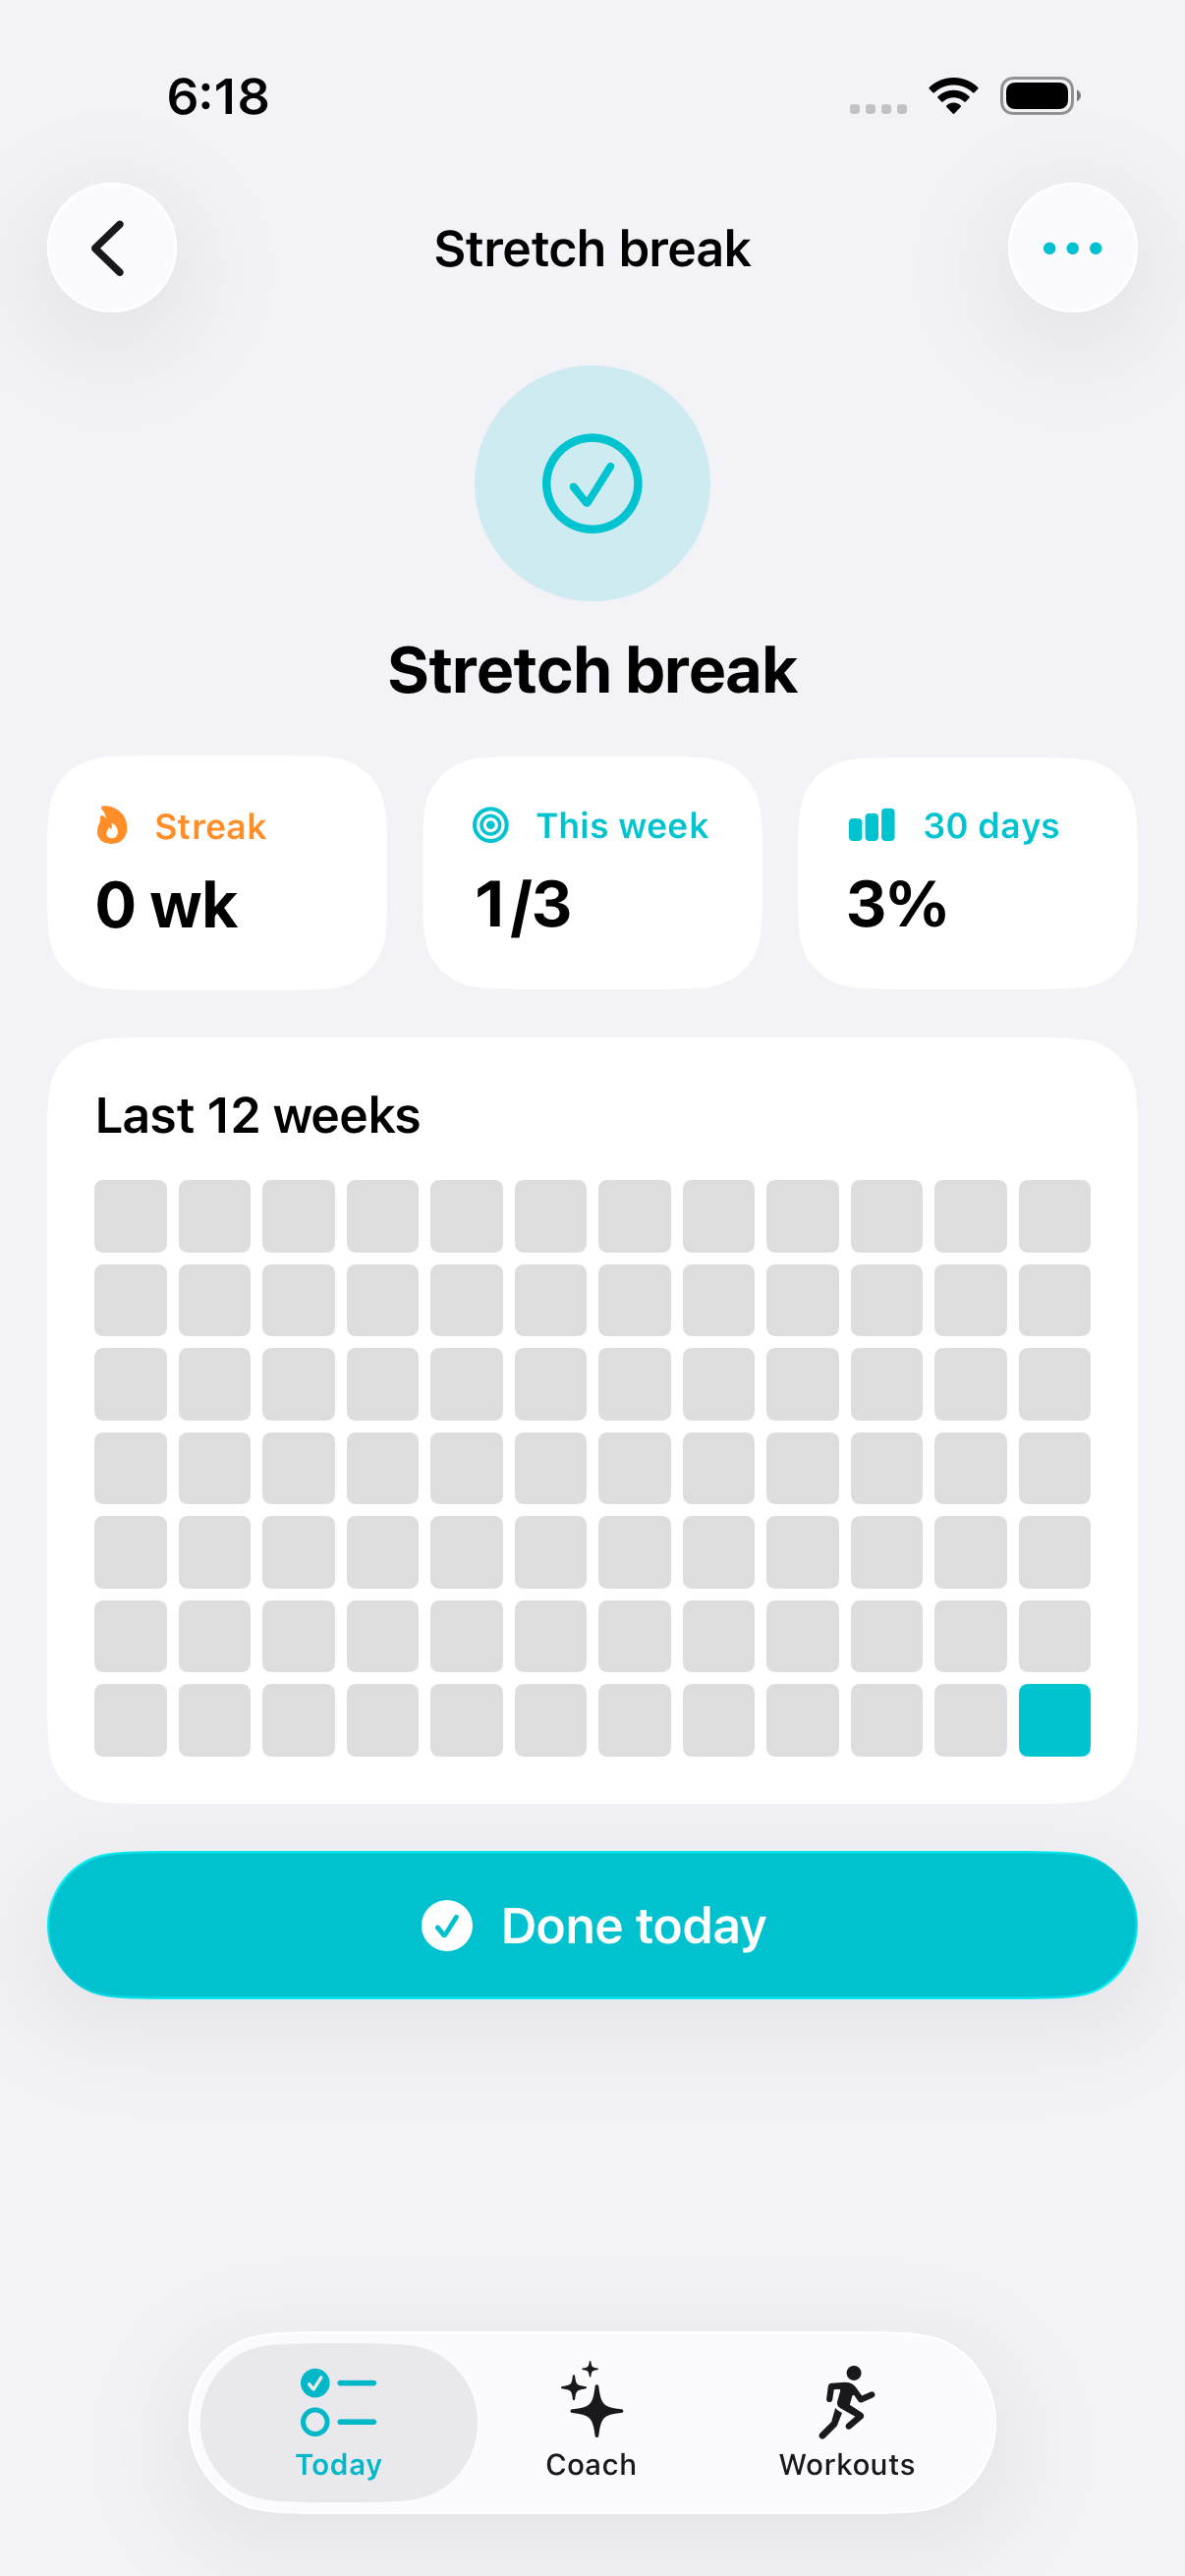 6:18
Stretch break
Stretch break
Streak
0 wk
This week
1/3
30 days
3%
Last 12 weeks
Done today
Today
Coach
Workouts